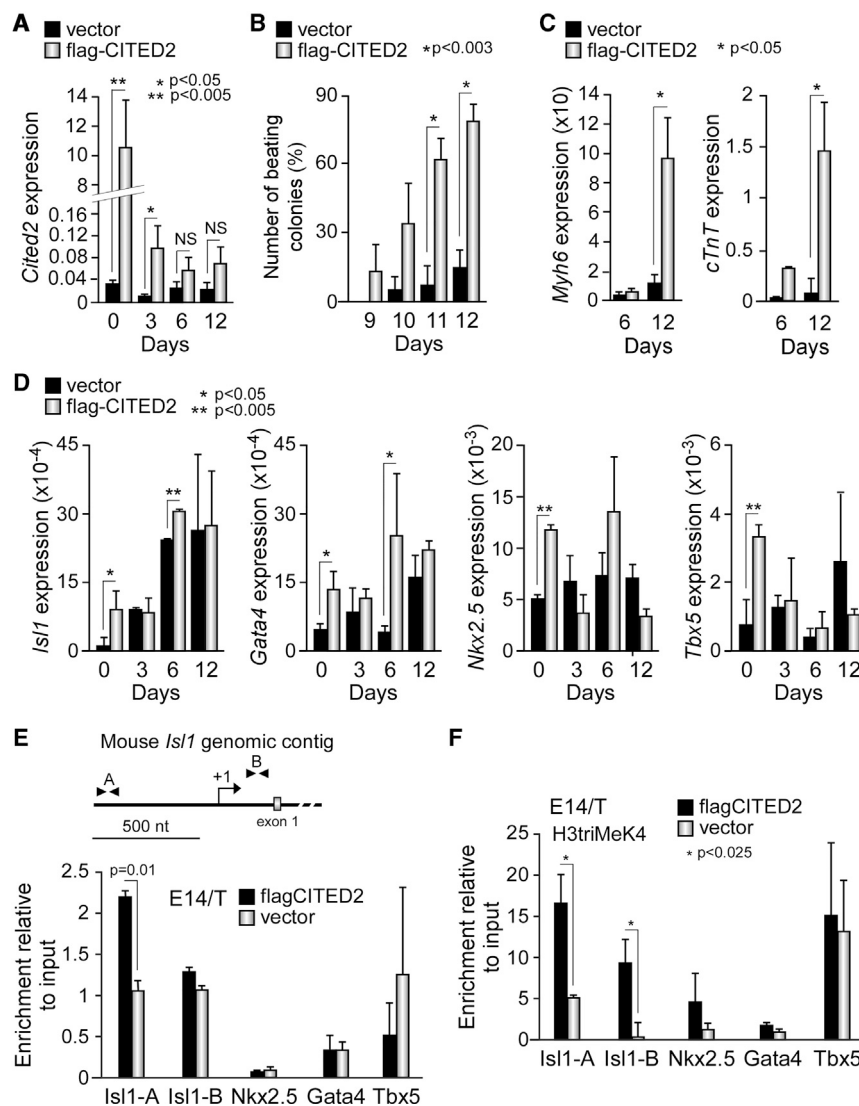 A
vector
flag-CITED2
* p<0.05
** p<0.005
Cited2 expression
14
12
10
8
0.16
0.12
0.08
0.04
0
**
*
NS
NS
0 3 6 12
Days
B
vector
flag-CITED2
*p<0.003
Number of beating
colonies (%)
90
60
30
0
*
*
9 10 11 12
Days
C
vector
flag-CITED2
* p<0.05
Myh6 expression (x10)
14
12
10
8
6
4
2
0
*
6 12
Days
cTnT expression
2
1.5
1
0.5
0
*
6 12
Days
D
vector
flag-CITED2
* p<0.05
** p<0.005
Isl1 expression (x10-4)
45
30
15
0
*
**
0 3 6 12
Days
Gata4 expression (x10-4)
45
30
15
0
*
*
0 3 6 12
Days
Nkx2.5 expression (x10-3)
20
15
10
5
0
**
0 3 6 12
Days
Tbx5 expression (x10-3)
6
4
2
0
**
0 3 6 12
Days
E
Mouse Isl1 genomic contig
A
+1
B
500 nt
exon 1
Enrichment relative
to input
2.5
2
1.5
1
0.5
0
p=0.01
E14/T
flagCITED2
vector
Isl1-A Isl1-B Nkx2.5 Gata4 Tbx5
F
E14/T
H3triMeK4
flagCITED2
vector
* p<0.025
Enrichment relative
to input
25
20
15
10
5
0
*
*
Isl1-A Isl1-B Nkx2.5 Gata4 Tbx5